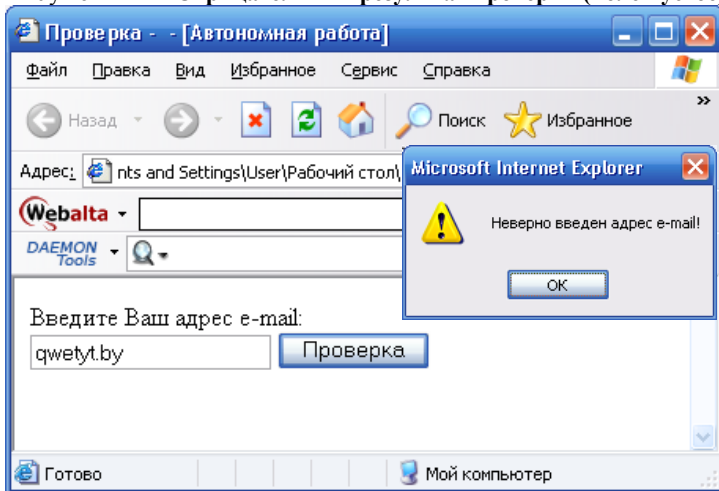 Проверка - - [Автономная работа]
Файл Правка Вид Избранное Сервис Справка
Назад Поиск Избранное »
Адрес: nts and Settings\User\Рабочий стол\
Webalta
DAEMON Tools
Microsoft Internet Explorer
Неверно введен адрес e-mail!
OK
Введите Ваш адрес e-mail:
qwetyt.by Проверка
Готово Мой компьютер